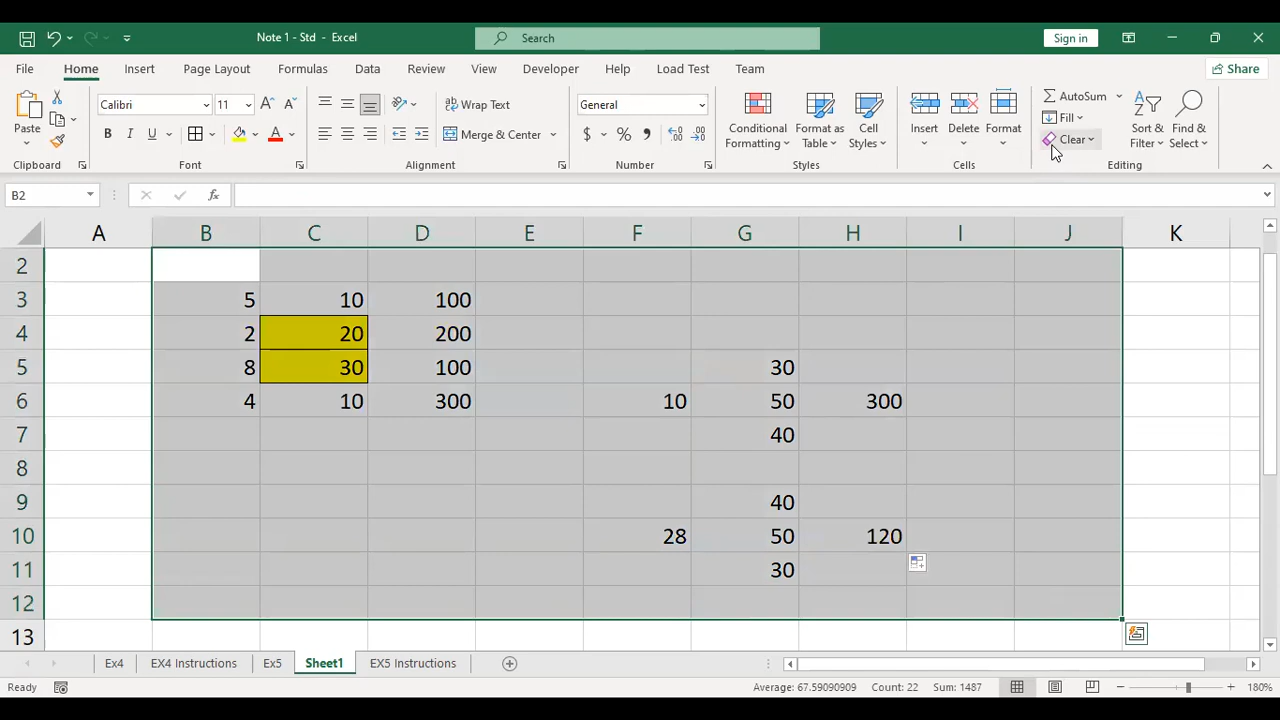 Note 1 - Std - Excel
Search
Sign in
File Home Insert Page Layout Formulas Data Review View Developer Help Load Test Team
Share
Paste
Calibri 11
B I U
Wrap Text
Merge & Center
General
$ %
Conditional Formatting
Format as Table
Cell Styles
Insert
Delete
Format
AutoSum
Fill
Clear
Sort & Filter
Find & Select
Clipboard Font Alignment Number Styles Cells Editing
B2
A B C D E F G H I J K
2
3 5 10 100
4 2 20 200
5 8 30 100 30
6 4 10 300 10 50 300
7 40
8
9 40
10 28 50 120
11 30
12
13
Ex4 EX4 Instructions Ex5 Sheet1 EX5 Instructions
Ready Average: 67.59090909 Count: 22 Sum: 1487 180%